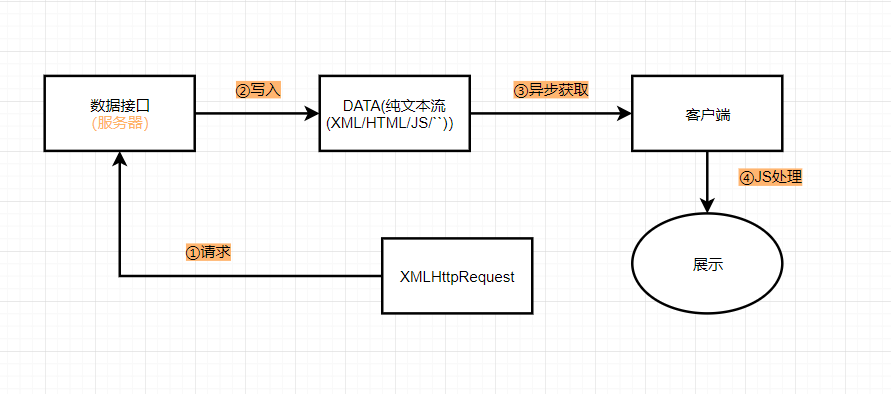 ②写入
③异步获取
数据接口
(服务器)
DATA(纯文本流
(XML/HTML/JS/``))
客户端
④JS处理
①请求
XMLHttpRequest
展示